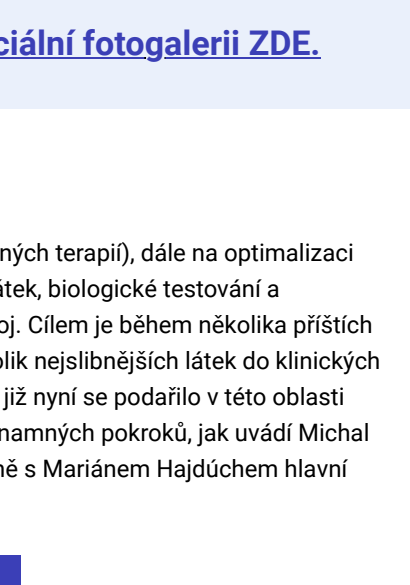 ciální fotogalerii ZDE.
ných terapií), dále na optimalizaci
átek, biologické testování a
oj. Cílem je během několika příštích
olik nejslibnějších látek do klinických
již nyní se podařilo v této oblasti
namných pokroků, jak uvádí Michal
ně s Mariánem Hajdúchem hlavní